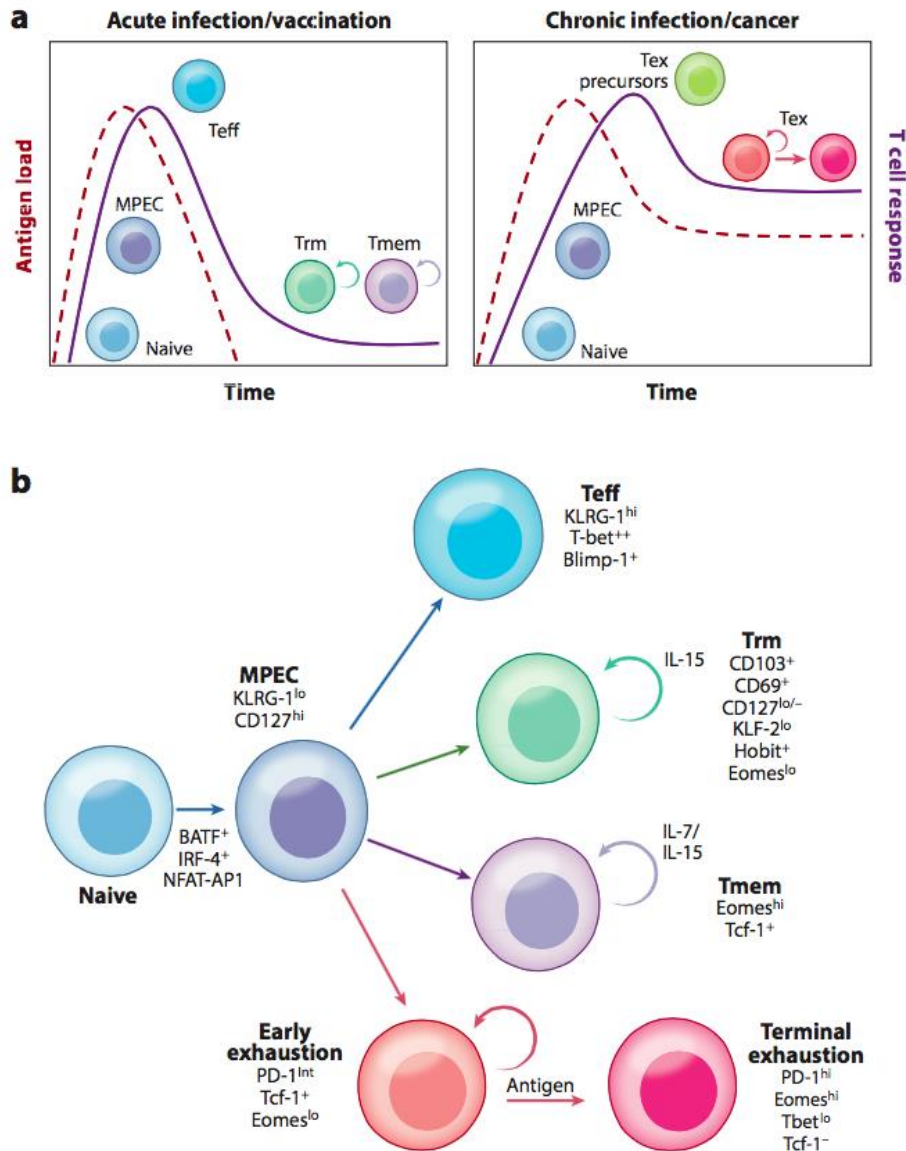 a
Acute infection/vaccination
Antigen load
Teff
MPEC
Naive
Trm
Tmem
Time
Chronic infection/cancer
Tex
precursors
Tex
MPEC
Naive
T cell response
Time
b
Teff
KLRG-1hi
T-bet++
Blimp-1+
MPEC
KLRG-1lo
CD127hi
IL-15
Trm
CD103+
CD69+
CD127lo/–
KLF-2lo
Hobit+
Eomeslo
Naive
BATF+
IRF-4+
NFAT-AP1
IL-7/
IL-15
Tmem
Eomeshi
Tcf-1+
Early
exhaustion
PD-1Int
Tcf-1+
Eomeslo
Antigen
Terminal
exhaustion
PD-1hi
Eomeshi
Tbetlo
Tcf-1–